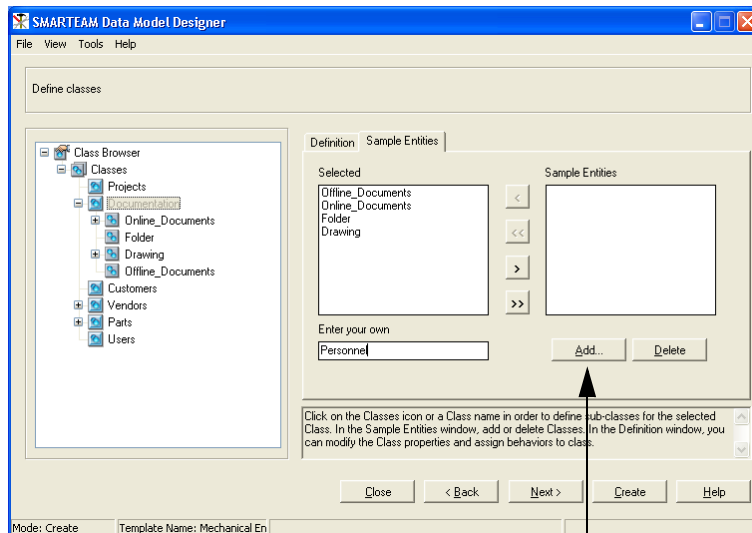 SMARTEAM Data Model Designer
File View Tools Help
Define classes
Class Browser
Classes
Projects
Documentation
Online_Documents
Folder
Drawing
Offline_Documents
Customers
Vendors
Parts
Users
Definition Sample Entities
Selected Sample Entities
Offline_Documents
Online_Documents
Folder
Drawing
<
<<
>
>>
Enter your own
Personnel
Add... Delete
Click on the Classes icon or a Class name in order to define sub-classes for the selected
Class. In the Sample Entities window, add or delete Classes. In the Definition window, you
can modify the Class properties and assign behaviors to class.
Close < Back Next > Create Help
Mode: Create Template Name: Mechanical En